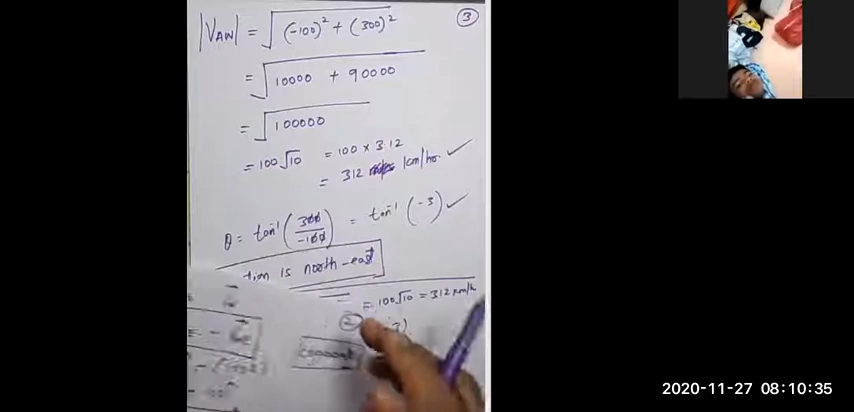 |VAW| = √(-100)² + (300)² ③
= √10000 + 90000
= √100000
= 100√10 = 100 × 3.12
= 312 km/hr. ✓
θ = tan⁻¹(300/-100) = tan⁻¹(-3) ✓
tion is north-east
= 100√10 = 312 km/h
②
2020-11-27 08:10:35